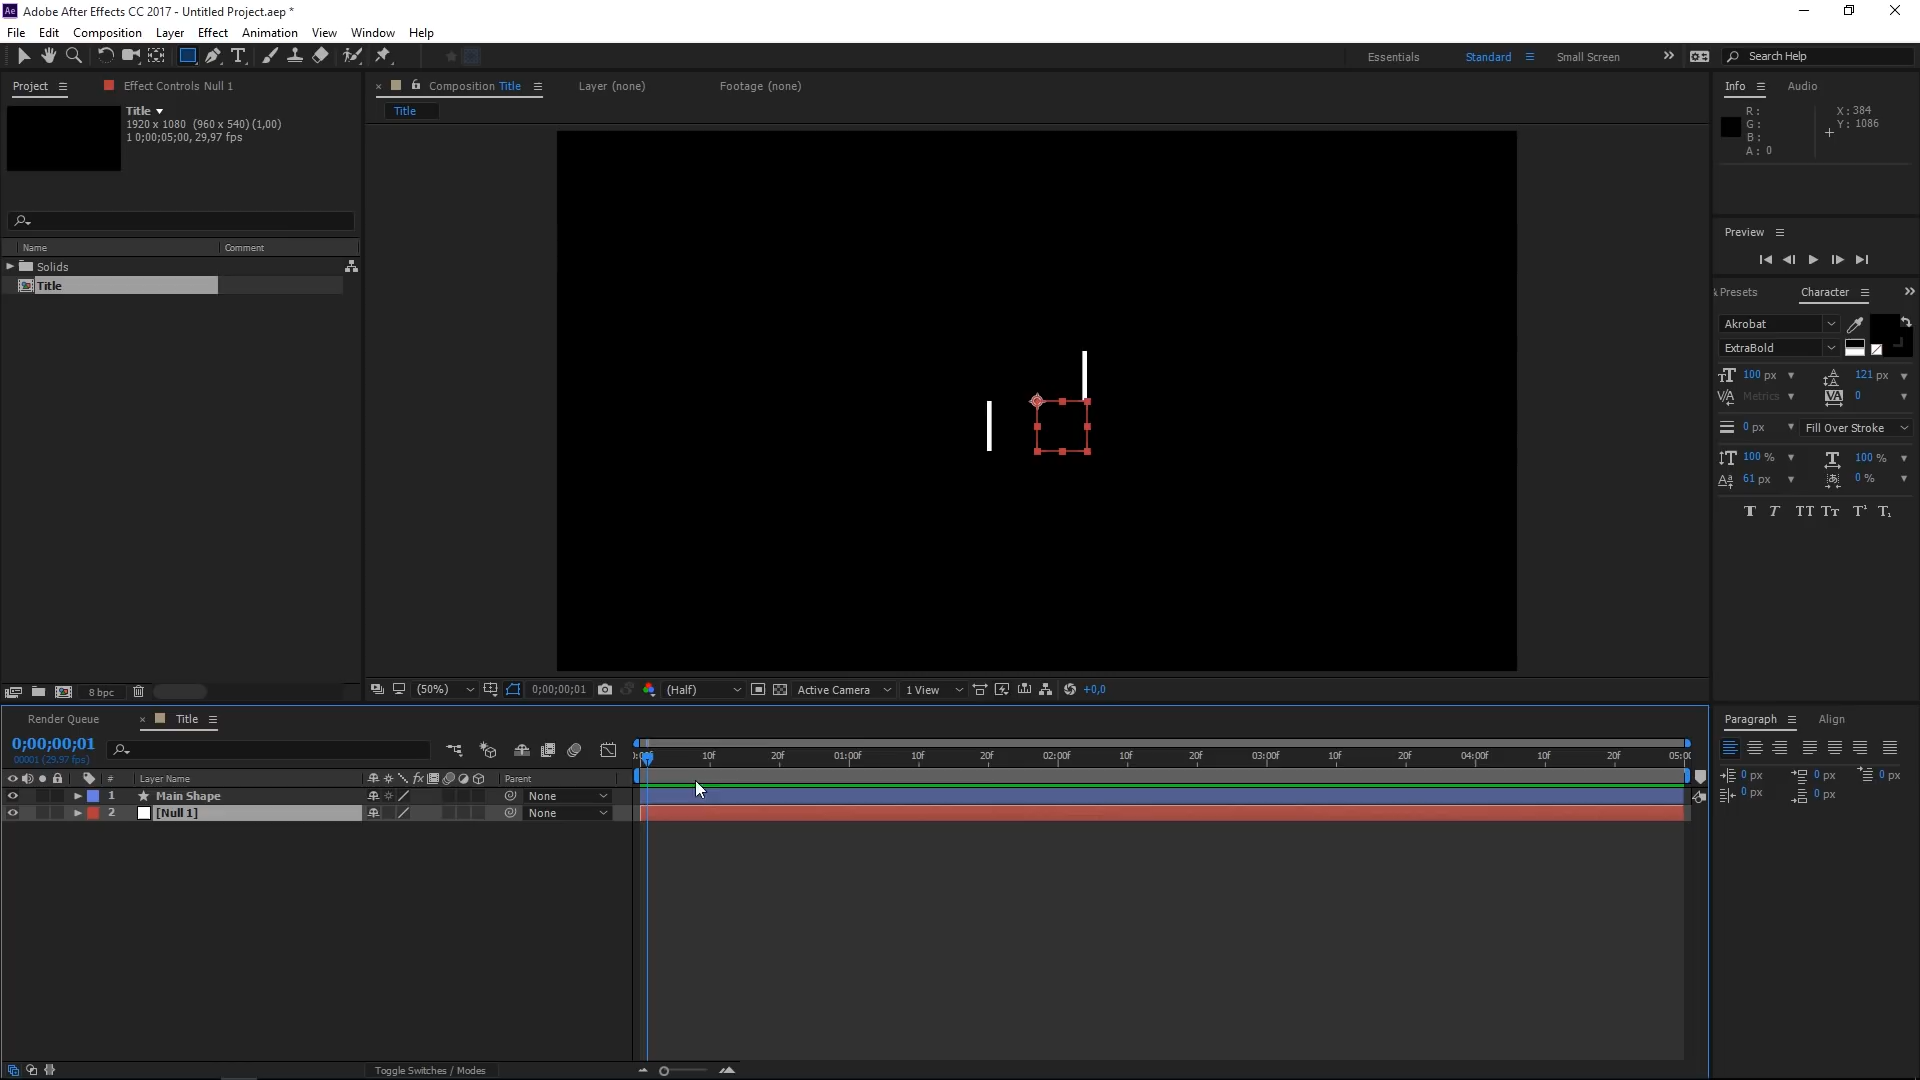 Ae Adobe After Effects CC 2017 - Untitled Project.aep *
File Edit Composition Layer Effect Animation View Window Help
Essentials Standard Small Screen Search Help
Project Effect Controls Null 1
Title
1920 x 1080 (960 x 540) (1,00)
1 0;00;05;00, 29,97 fps
Name Comment
Solids
Title
8 bpc
Composition Title Layer (none) Footage (none)
Title
(50%) 0;00;00;01 (Half) Active Camera 1 View +0,0
Info Audio
R: X: 384
G: Y: 1086
B:
A: 0
Preview
& Presets Character
Akrobat
ExtraBold
100 px 121 px
Metrics 0
0 px Fill Over Stroke
100 % 100 %
61 px 0 %
T T TT Tr T¹ T₁
Render Queue Title
0;00;00;01
00001 (29.97 fps)
# Layer Name Parent
1 Main Shape None
2 [Null 1] None
10f 20f 01:00f 10f 20f 02:00f 10f 20f 03:00f 10f 20f 04:00f 10f 20f 05:00
Toggle Switches / Modes
Paragraph Align
0 px 0 px 0 px
0 px 0 px